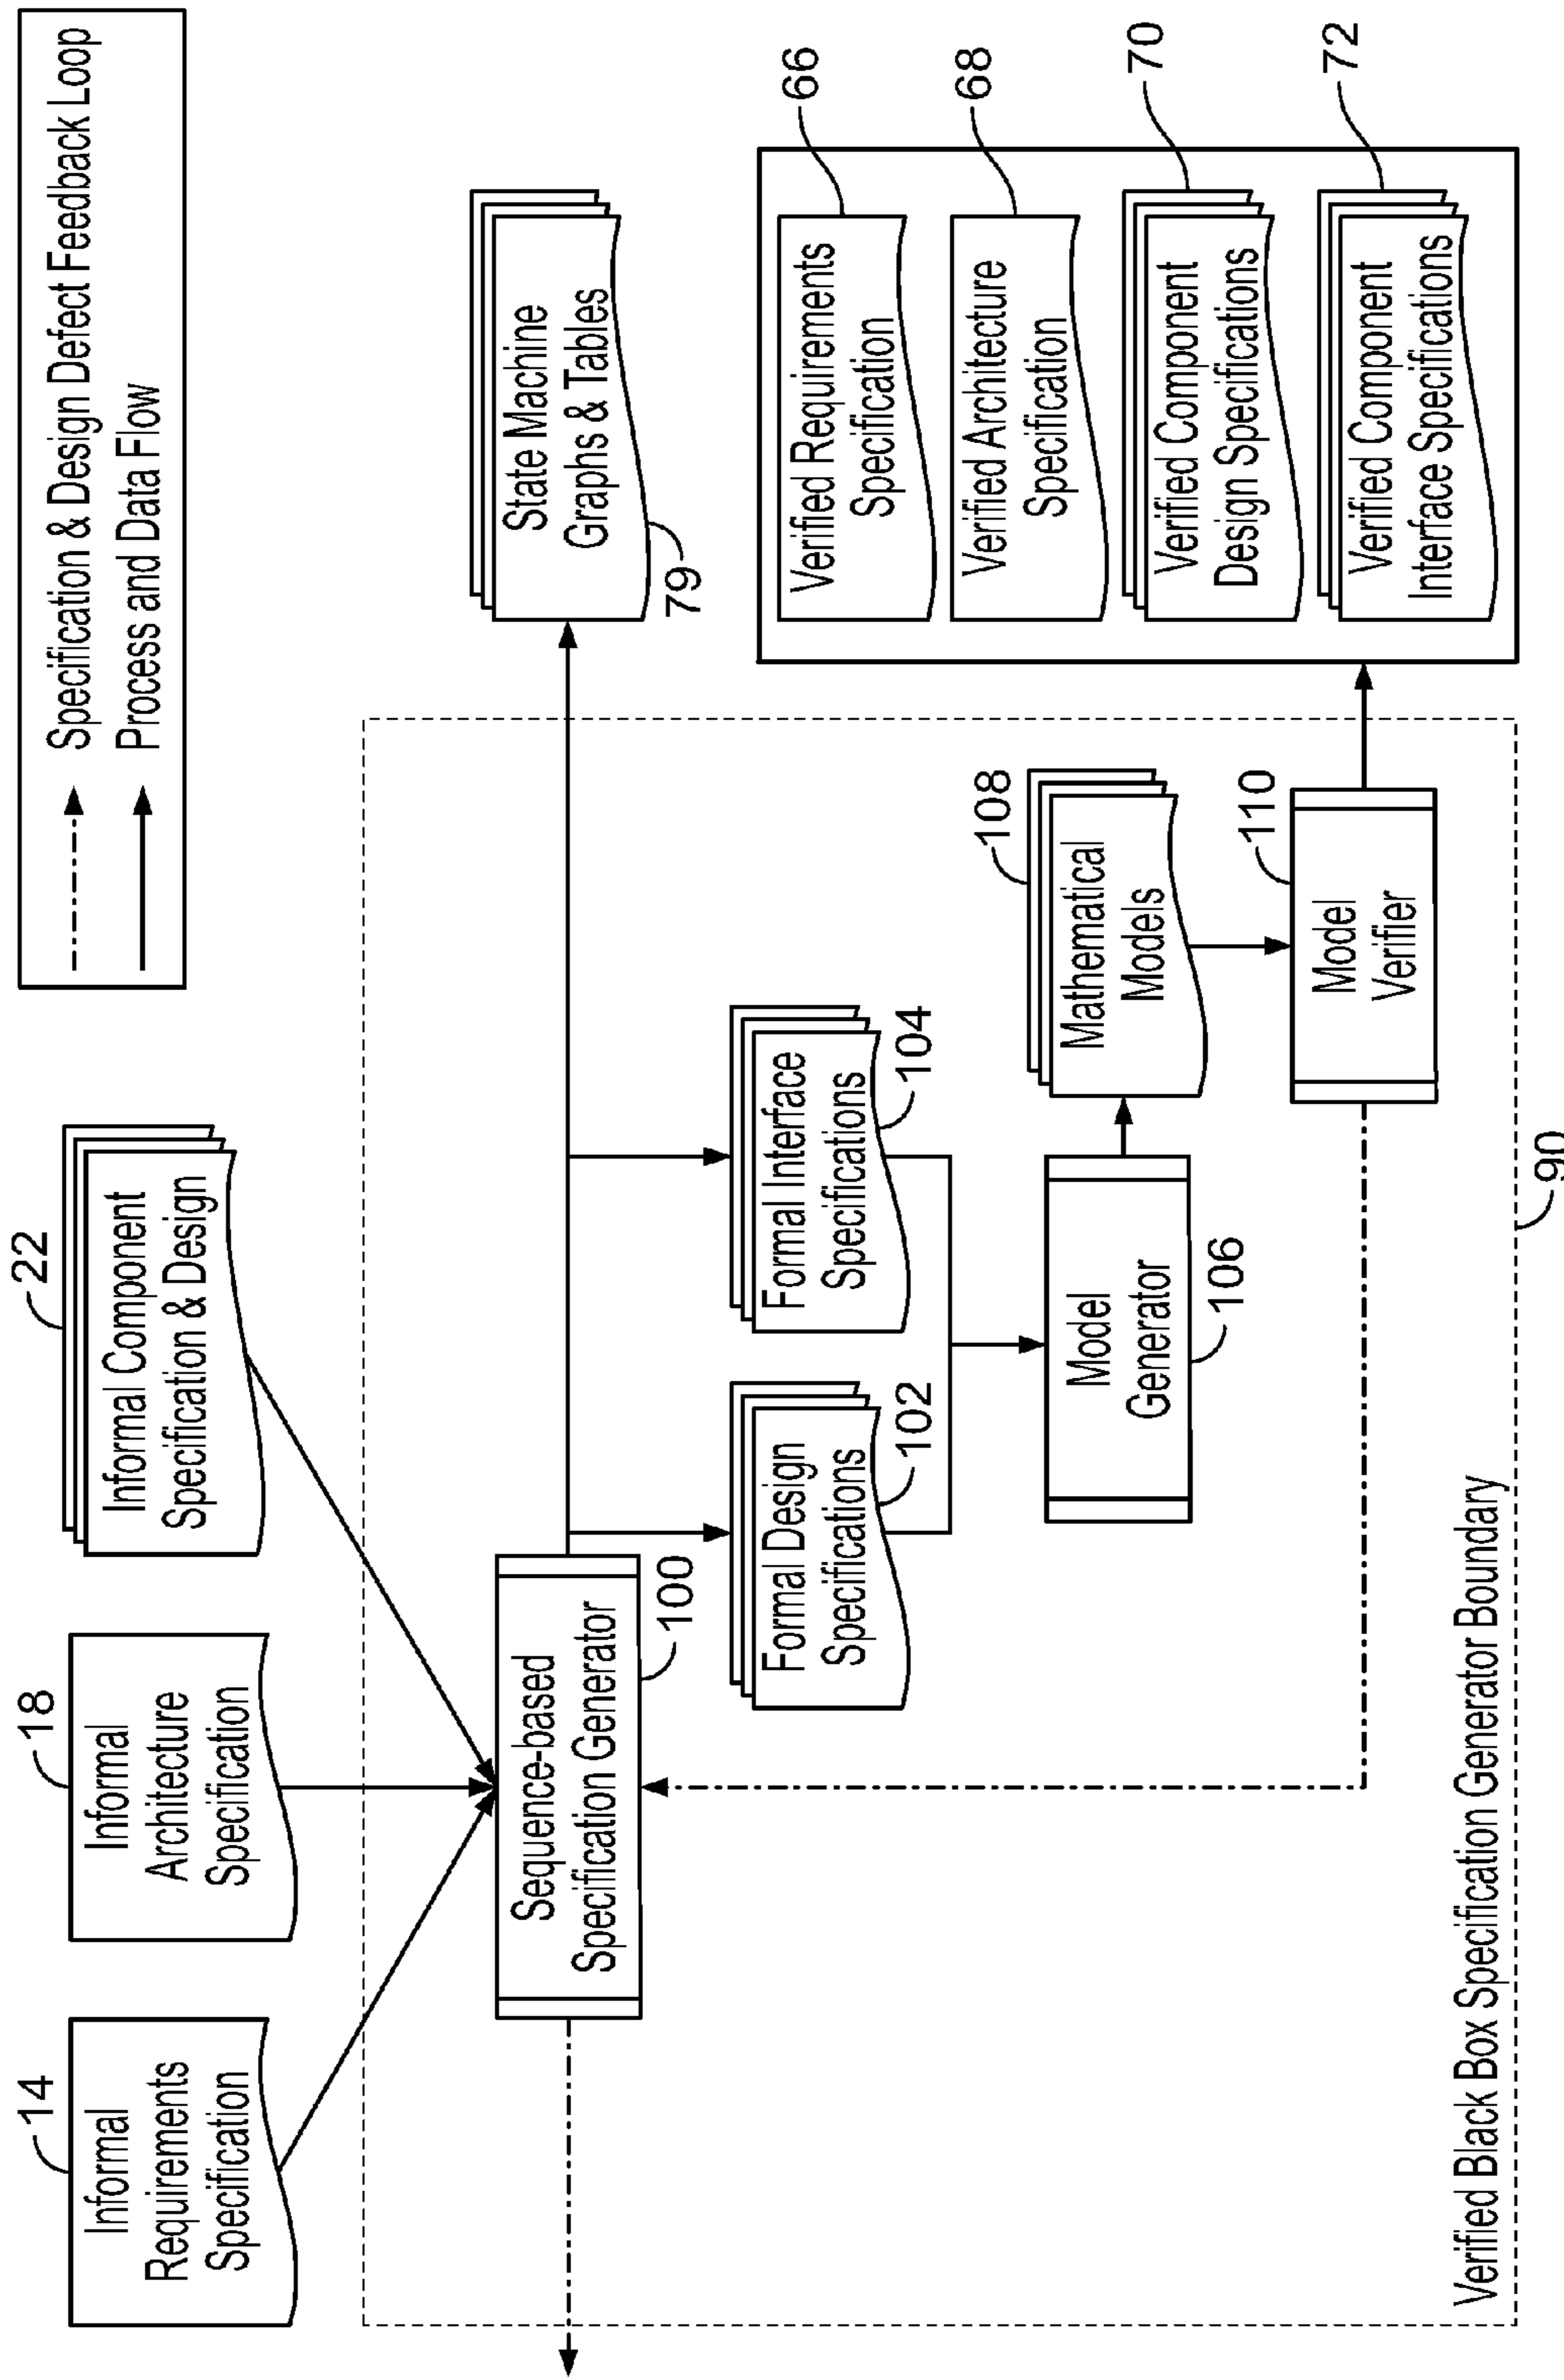 Specification & Design Defect Feedback Loop
Process and Data Flow
14
Informal
Requirements
Specification
18
Informal
Architecture
Specification
22
Informal Component
Specification & Design
Sequence-based
Specification Generator
100
State Machine
Graphs & Tables
79
Formal Design
Specifications
102
Formal Interface
Specifications
104
Model
Generator
106
108
Mathematical
Models
110
Model
Verifier
Verified Requirements
Specification
66
Verified Architecture
Specification
68
Verified Component
Design Specifications
70
Verified Component
Interface Specifications
72
Verified Black Box Specification Generator Boundary
90